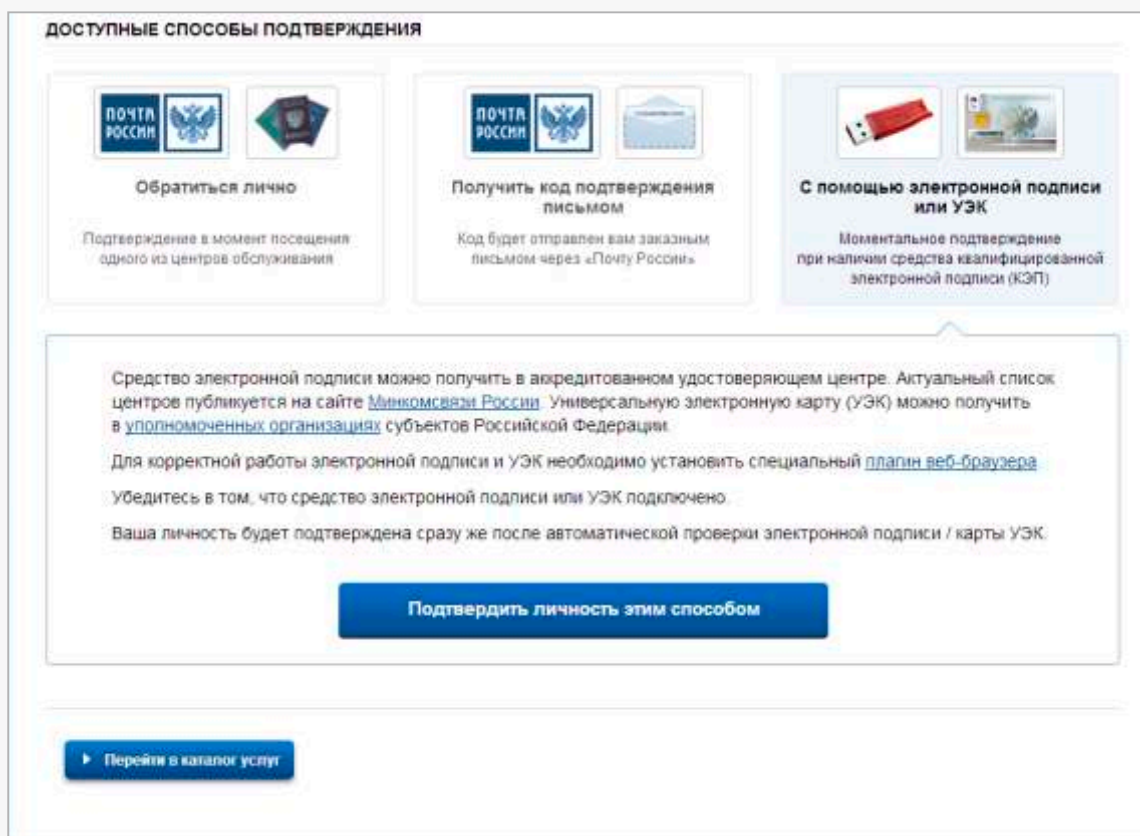 ДОСТУПНЫЕ СПОСОБЫ ПОДТВЕРЖДЕНИЯ
ПОЧТА
РОССИИ
Обратиться лично
Подтверждение в момент посещения
одного из центров обслуживания
ПОЧТА
РОССИИ
Получить код подтверждения
письмом
Код будет отправлен вам заказным
письмом через «Почту России»
С помощью электронной подписи
или УЭК
Моментальное подтверждение
при наличии средства квалифицированной
электронной подписи (КЭП)
Средство электронной подписи можно получить в аккредитованном удостоверяющем центре. Актуальный список
центров публикуется на сайте Минкомсвязи России. Универсальную электронную карту (УЭК) можно получить
в уполномоченных организациях субъектов Российской Федерации.
Для корректной работы электронной подписи и УЭК необходимо установить специальный плагин веб-браузера.
Убедитесь в том, что средство электронной подписи или УЭК подключено.
Ваша личность будет подтверждена сразу же после автоматической проверки электронной подписи / карты УЭК.
Подтвердить личность этим способом
Перейти в каталог услуг